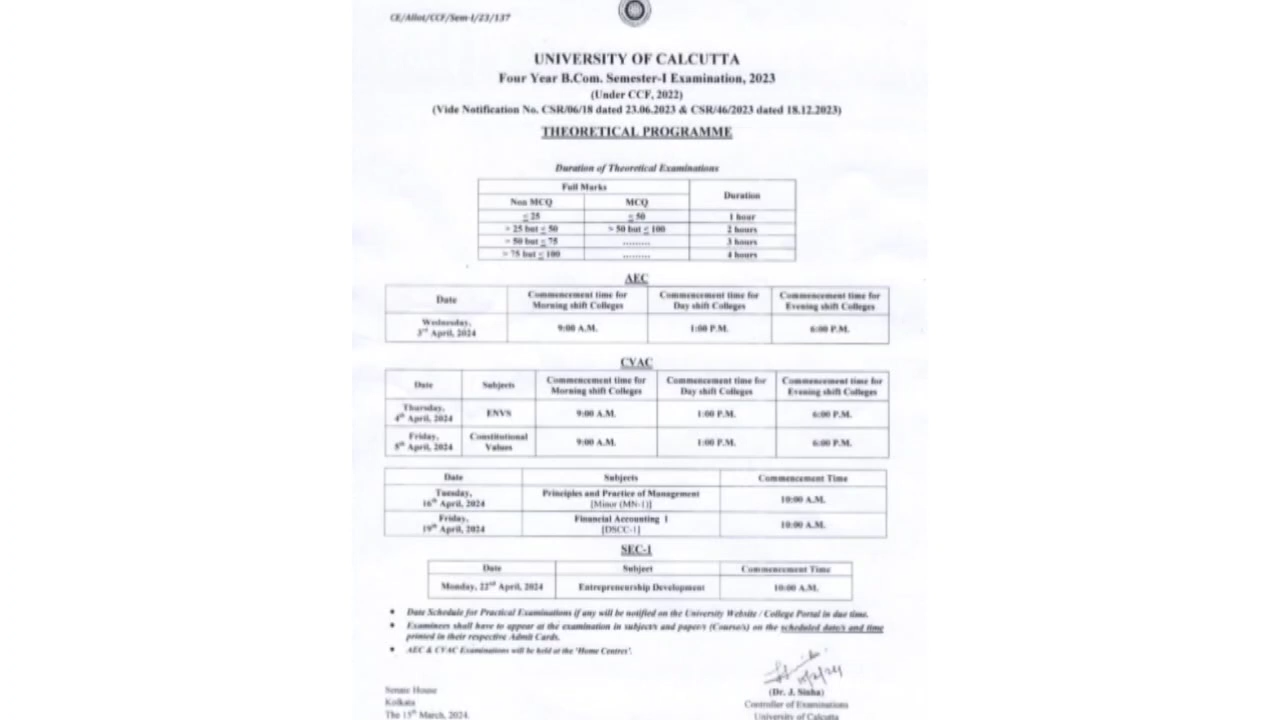 CE/Allot/CCF/Sem-I/23/137
UNIVERSITY OF CALCUTTA
Four Year B.Com. Semester-I Examination, 2023
(Under CCF, 2022)
(Vide Notification No. CSR/06/18 dated 23.06.2023 & CSR/46/2023 dated 18.12.2023)
THEORETICAL PROGRAMME
Duration of Theoretical Examinations
Full Marks Duration
Non MCQ MCQ
≤ 25 ≤ 50 1 hour
> 25 but ≤ 50 > 50 but ≤ 100 2 hours
> 50 but ≤ 75 ......... 3 hours
> 75 but ≤ 100 ......... 4 hours
AEC
Date Commencement time for Morning shift Colleges Commencement time for Day shift Colleges Commencement time for Evening shift Colleges
Wednesday, 3rd April, 2024 9:00 A.M. 1:00 P.M. 6:00 P.M.
CVAC
Date Subjects Commencement time for Morning shift Colleges Commencement time for Day shift Colleges Commencement time for Evening shift Colleges
Thursday, 4th April, 2024 ENVS 9:00 A.M. 1:00 P.M. 6:00 P.M.
Friday, 5th April, 2024 Constitutional Values 9:00 A.M. 1:00 P.M. 6:00 P.M.
Date Subjects Commencement Time
Tuesday, 16th April, 2024 Principles and Practice of Management [Minor (MN-1)] 10:00 A.M.
Friday, 19th April, 2024 Financial Accounting I [DSCC-1] 10:00 A.M.
SEC-1
Date Subject Commencement Time
Monday, 22nd April, 2024 Entrepreneurship Development 10:00 A.M.
• Date Schedule for Practical Examinations if any will be notified on the University Website / College Portal in due time.
• Examinees shall have to appear at the examination in subject/s and paper/s (Course/s) on the scheduled date/s and time
printed in their respective Admit Cards.
• AEC & CVAC Examinations will be held at the 'Home Centres'.
(Dr. J. Sinha)
Senate House Controller of Examinations
Kolkata University of Calcutta
The 15th March, 2024.